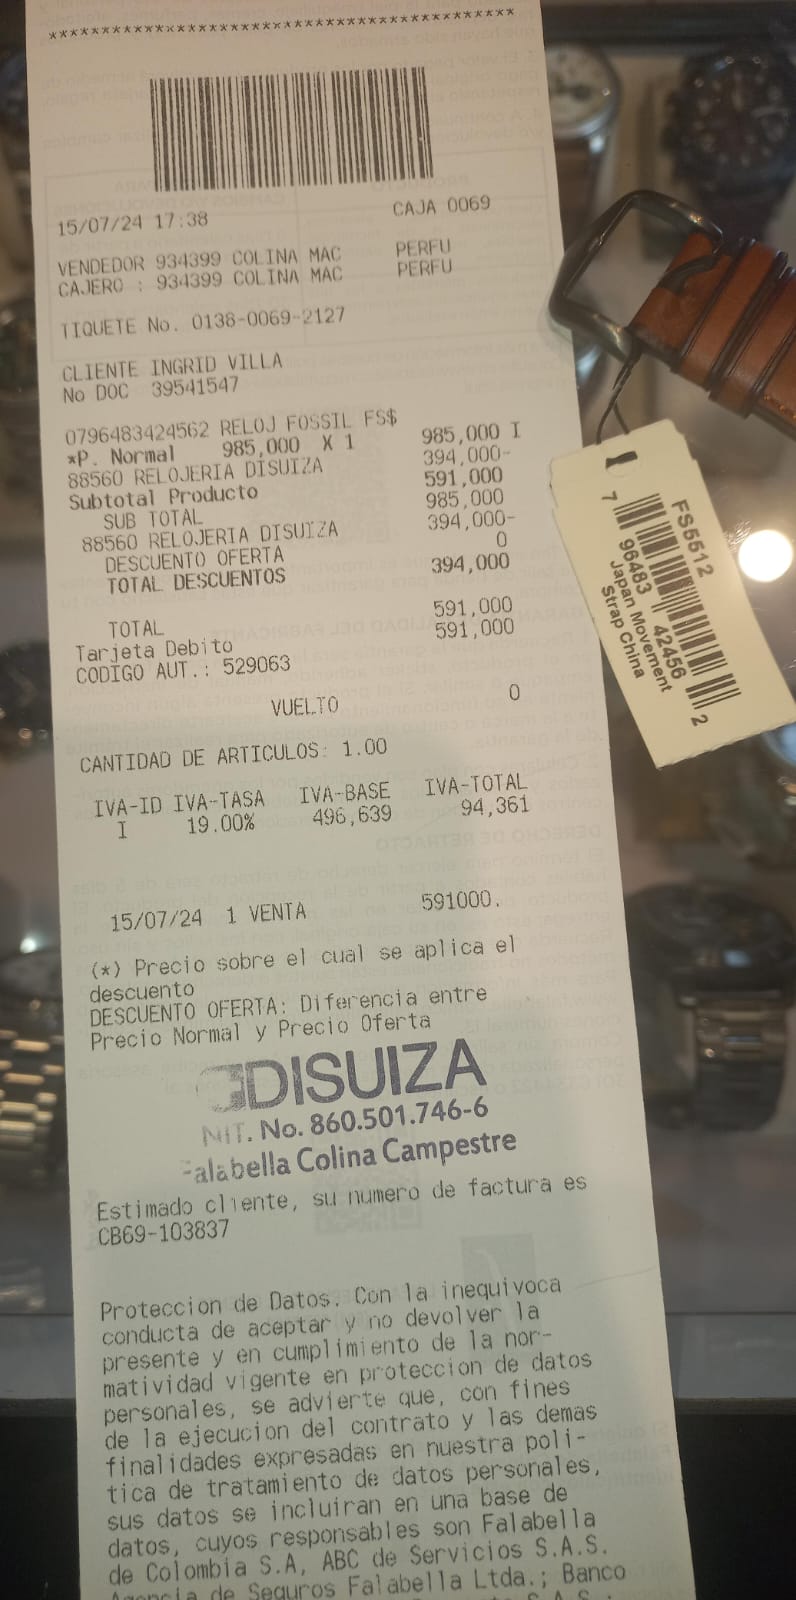 **********************************************
15/07/24 17:38 CAJA 0069
VENDEDOR 934399 COLINA MAC PERFU
CAJERO : 934399 COLINA MAC PERFU
TIQUETE No. 0138-0069-2127
CLIENTE INGRID VILLA
No DOC 39541547
0796483424562 RELOJ FOSSIL FS$
*P. Normal 985,000 X 1 985,000 I
88560 RELOJERIA DISUIZA 394,000-
Subtotal Producto 591,000
SUB TOTAL 985,000
88560 RELOJERIA DISUIZA 394,000-
DESCUENTO OFERTA 0
TOTAL DESCUENTOS 394,000
TOTAL 591,000
Tarjeta Debito 591,000
CODIGO AUT.: 529063
VUELTO 0
CANTIDAD DE ARTICULOS: 1.00
IVA-ID IVA-TASA IVA-BASE IVA-TOTAL
I 19.00% 496,639 94,361
15/07/24 1 VENTA 591000.
(*) Precio sobre el cual se aplica el
descuento
DESCUENTO OFERTA: Diferencia entre
Precio Normal y Precio Oferta
DISUIZA
NIT. No. 860.501.746-6
Falabella Colina Campestre
Estimado cliente, su numero de factura es
CB69-103837
Proteccion de Datos. Con la inequivoca
conducta de aceptar y no devolver la
presente y en cumplimiento de la nor-
matividad vigente en proteccion de datos
personales, se advierte que, con fines
de la ejecucion del contrato y las demas
finalidades expresadas en nuestra poli-
tica de tratamiento de datos personales,
sus datos se incluiran en una base de
datos, cuyos responsables son Falabella
de Colombia S.A, ABC de Servicios S.A.S.
Agencia de Seguros Falabella Ltda.; Banco
FS5512
7 96483 42456 2
Japan Movement
Strap China